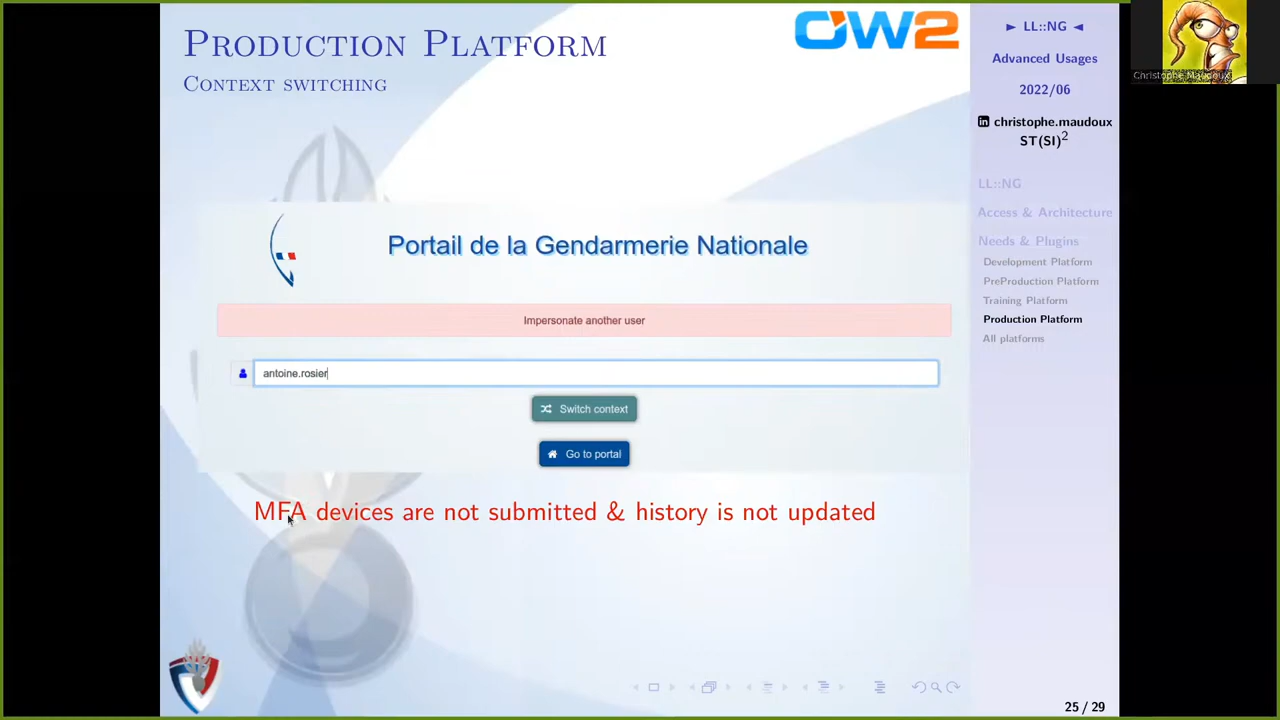 PRODUCTION PLATFORM
CONTEXT SWITCHING
OW2
Portail de la Gendarmerie Nationale
Impersonate another user
antoine.rosier
Switch context
Go to portal
MFA devices are not submitted & history is not updated
► LL::NG ◄
Advanced Usages
2022/06
in christophe.maudoux
ST(SI)²
LL::NG
Access & Architecture
Needs & Plugins
Development Platform
PreProduction Platform
Training Platform
Production Platform
All platforms
25 / 29
Christophe Maudoux